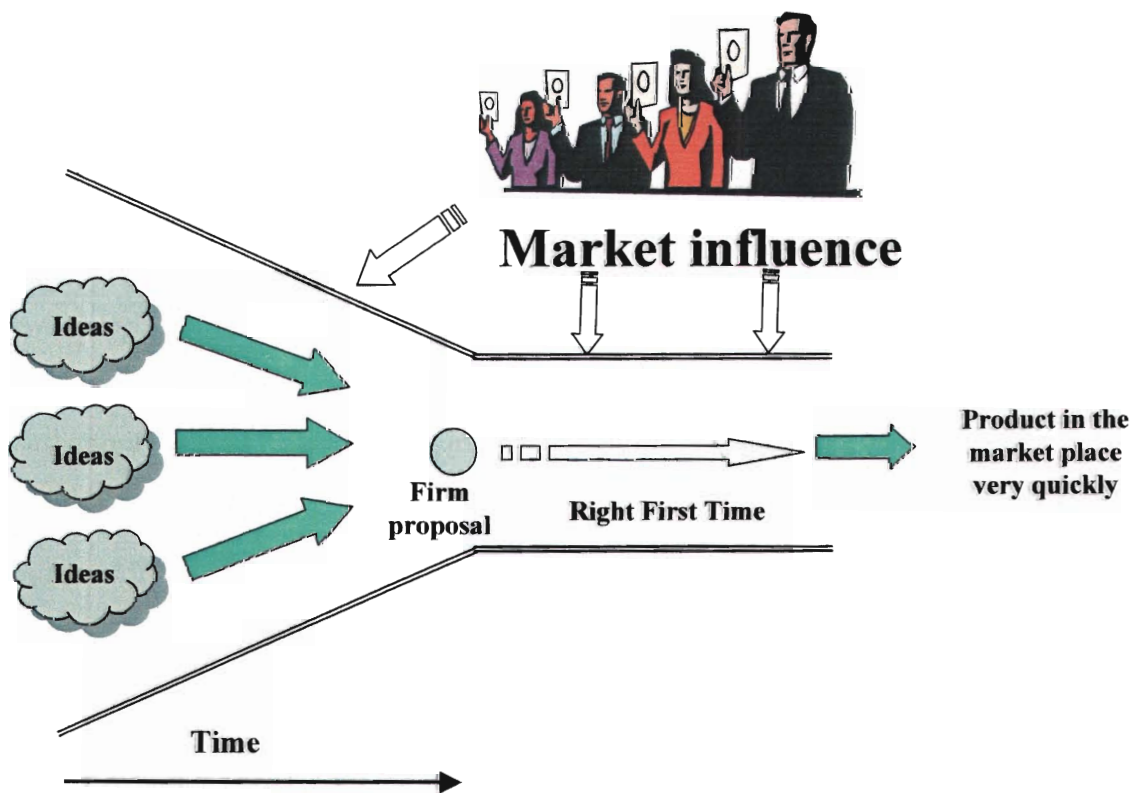 Market influence
Ideas
Ideas
Ideas
Firm
proposal
Right First Time
Product in the
market place
very quickly
Time